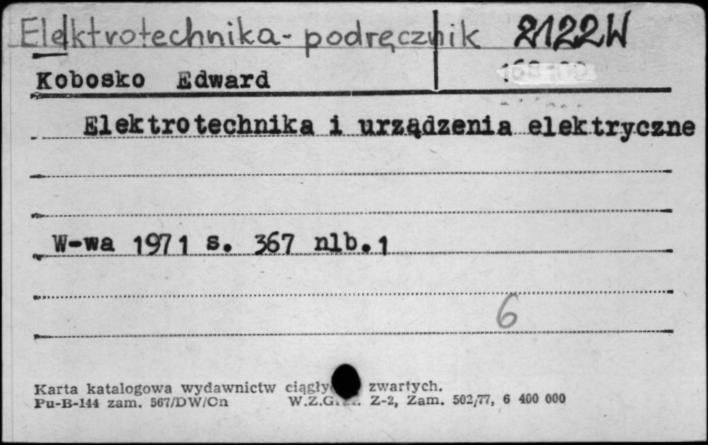 Elektrotechnika - podręcznik 2122W
Kobosko Edward
Elektrotechnika i urządzenia elektryczne
W-wa 1971 s. 367 nlb.1
6
Karta katalogowa wydawnictw zwartych.
Pu-B-144 zam. 567/DW/Cn W.Z.G. Z-2, Zam. 502/77, 6 400 000